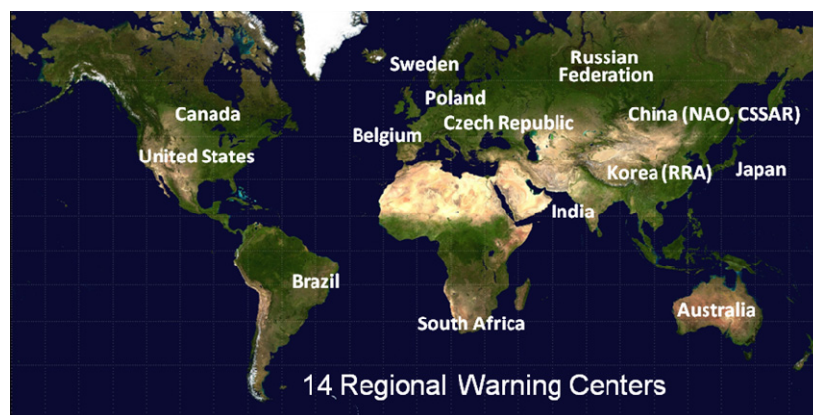 Sweden
Russian
Federation
Poland
Canada
China (NAO, CSSAR)
Czech Republic
Belgium
United States
Korea (RRA)
Japan
India
Brazil
Australia
South Africa
14 Regional Warning Centers